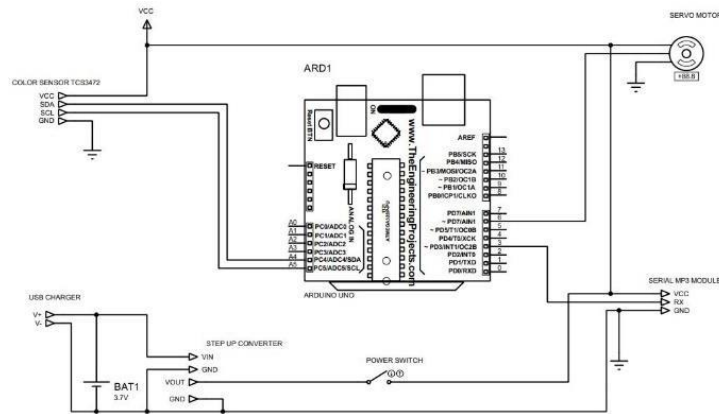 VCC
SERVO MOTOR
+88.8
COLOR SENSOR TCS3472
VCC
SDA
SCL
GND
ARD1
Reset BTN
ON
www.TheEngineeringProjects.com
RESET
AREF
PB5/SCK 13
PB4/MISO 12
~ PB3/MOSI/OC2A 11
~ PB2/OC1B 10
~ PB1/OC1A 9
PB0/ICP1/CLKO 8
PD7/AIN1 7
~ PD7/AIN1 6
~ PD5/T1/OC0B 5
PD4/T0/XCK 4
~ PD3/INT1/OC2B 3
PD2/INT0 2
PD1/TXD 1
PD0/RXD 0
ANALOG IN
A0 PC0/ADC0
A1 PC1/ADC1
A2 PC2/ADC2
A3 PC3/ADC3
A4 PC4/ADC4/SDA
A5 PC5/ADC5/SCL
ARDUINO UNO
SERIAL MP3 MODULE
VCC
RX
GND
USB CHARGER
V+
V-
BAT1
3.7V
STEP UP CONVERTER
VIN
GND
VOUT
GND
POWER SWITCH